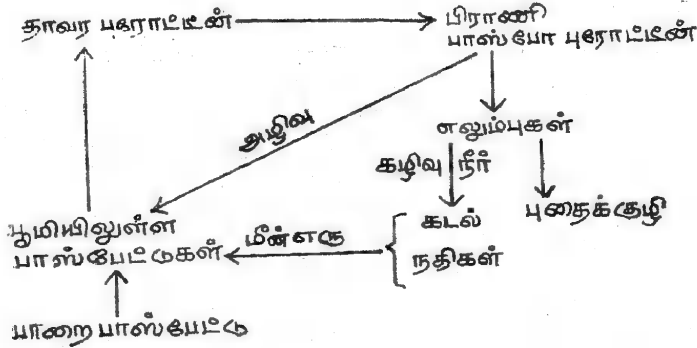 தாவர புரோட்டீன்
பிராணி
பாஸ்போ புரோட்டீன்
அழிவு
எலும்புகள்
கழிவு நீர்
புதைக்குழி
பூமியிலுள்ள
பாஸ்பேட்டுகள்
மீன்எரு
கடல்
நதிகள்
பாறை பாஸ்பேட்டு